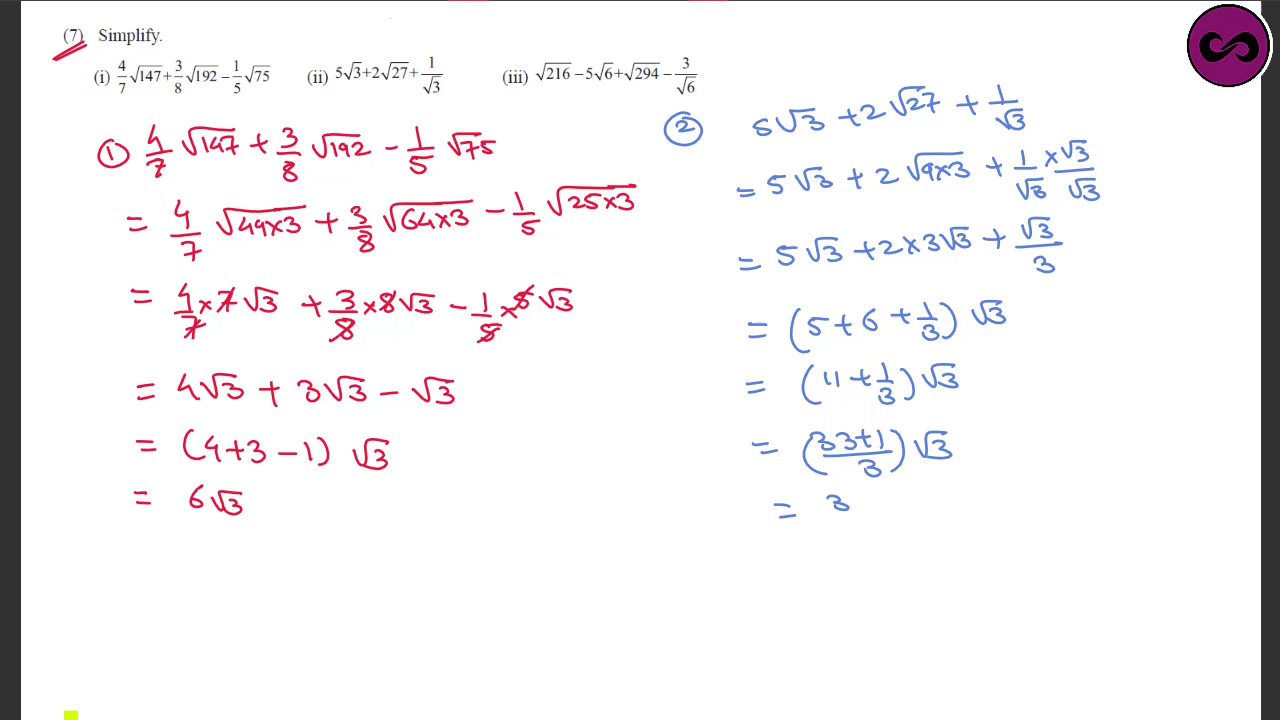 (7) Simplify.
(i) 4/7 √147 + 3/8 √192 − 1/5 √75 (ii) 5√3 + 2√27 + 1/√3 (iii) √216 − 5√6 + √294 − 3/√6
① 4/7 √147 + 3/8 √192 − 1/5 √75
= 4/7 √49×3 + 3/8 √64×3 − 1/5 √25×3
= 4/7 × 7√3 + 3/8 × 8√3 − 1/5 × 5√3
= 4√3 + 3√3 − √3
= (4+3−1) √3
= 6√3
② 5√3 + 2√27 + 1/√3
= 5√3 + 2√9×3 + 1/√3 × √3/√3
= 5√3 + 2×3√3 + √3/3
= (5 + 6 + 1/3) √3
= (11 + 1/3) √3
= (33+1/3) √3
= 3